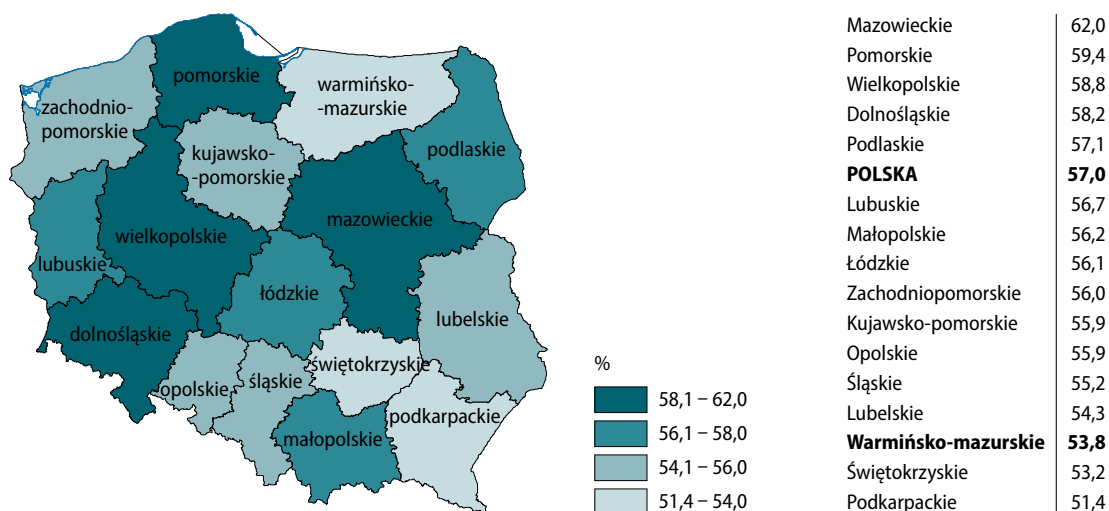 pomorskie
warmińsko-
-mazurskie
zachodnio-
pomorskie
kujawsko-
-pomorskie
podlaskie
mazowieckie
wielkopolskie
lubuskie
łódzkie
dolnośląskie
lubelskie
opolskie
śląskie
świętokrzyskie
podkarpackie
małopolskie
%
58,1 – 62,0
56,1 – 58,0
54,1 – 56,0
51,4 – 54,0
Mazowieckie 62,0
Pomorskie 59,4
Wielkopolskie 58,8
Dolnośląskie 58,2
Podlaskie 57,1
POLSKA 57,0
Lubuskie 56,7
Małopolskie 56,2
Łódzkie 56,1
Zachodniopomorskie 56,0
Kujawsko-pomorskie 55,9
Opolskie 55,9
Śląskie 55,2
Lubelskie 54,3
Warmińsko-mazurskie 53,8
Świętokrzyskie 53,2
Podkarpackie 51,4